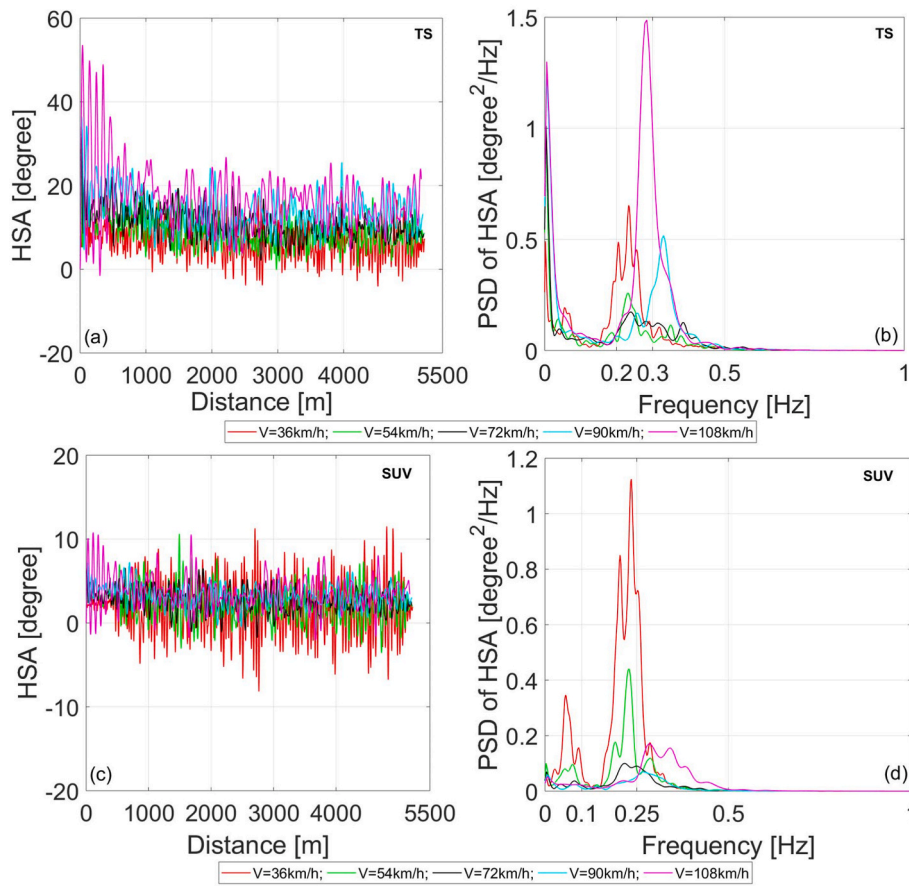 60
40
20
0
-20
HSA [degree]
TS
(a)
0 1000 2000 3000 4000 5500
Distance [m]
1.5
1
0.5
0
PSD of HSA [degree²/Hz]
TS
(b)
0 0.2 0.3 0.5 1
Frequency [Hz]
V=36km/h; V=54km/h; V=72km/h; V=90km/h; V=108km/h
20
10
0
-10
-20
HSA [degree]
SUV
(c)
0 1000 2000 3000 4000 5500
Distance [m]
1.2
1
0.8
0.6
0.4
0.2
0
PSD of HSA [degree²/Hz]
SUV
(d)
0 0.1 0.25 0.5 1
Frequency [Hz]
V=36km/h; V=54km/h; V=72km/h; V=90km/h; V=108km/h